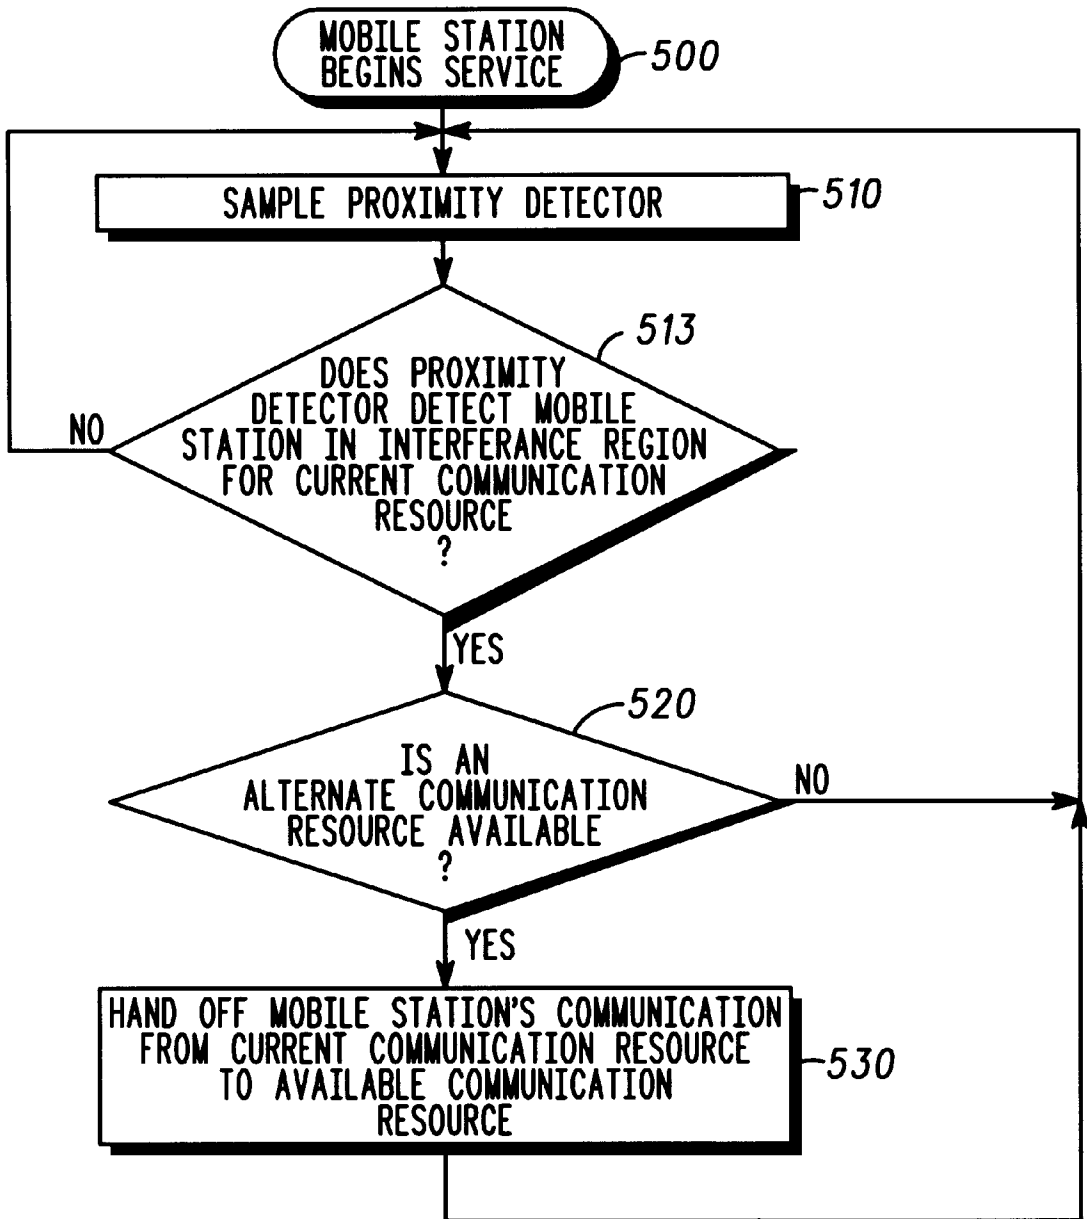 MOBILE STATION
BEGINS SERVICE
500
SAMPLE PROXIMITY DETECTOR
510
513
DOES PROXIMITY
DETECTOR DETECT MOBILE
STATION IN INTERFERANCE REGION
FOR CURRENT COMMUNICATION
RESOURCE
?
NO
YES
520
IS AN
ALTERNATE COMMUNICATION
RESOURCE AVAILABLE
?
NO
YES
HAND OFF MOBILE STATION'S COMMUNICATION
FROM CURRENT COMMUNICATION RESOURCE
TO AVAILABLE COMMUNICATION
RESOURCE
530